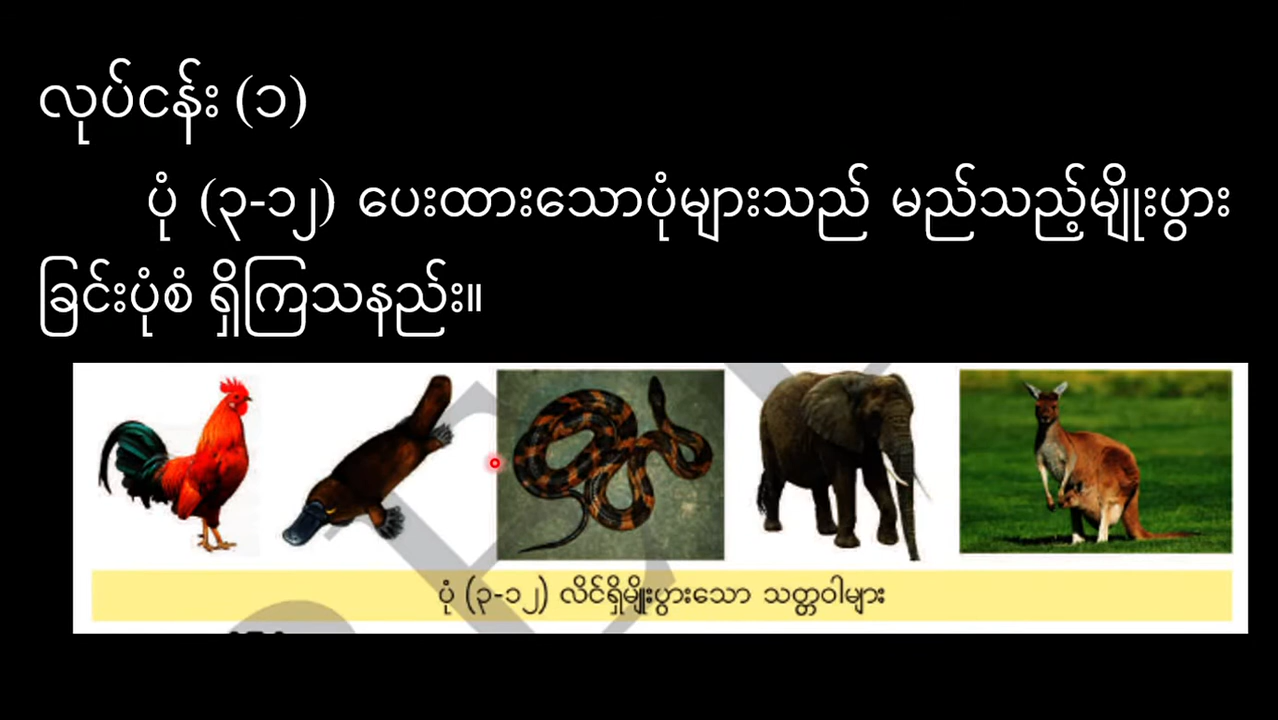 လုပ်ငန်း (၁)
ပုံ (၃-၁၂) ပေးထားသောပုံများသည် မည်သည့်မျိုးပွား
ခြင်းပုံစံ ရှိကြသနည်း။
ပုံ (၃-၁၂) လိင်ရှိမျိုးပွားသော သတ္တဝါများ